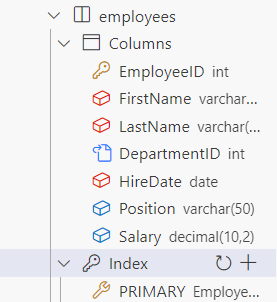 employees
Columns
EmployeeID int
FirstName varchar...
LastName varchar(...
DepartmentID int
HireDate date
Position varchar(50)
Salary decimal(10,2)
Index
PRIMARY Employe...